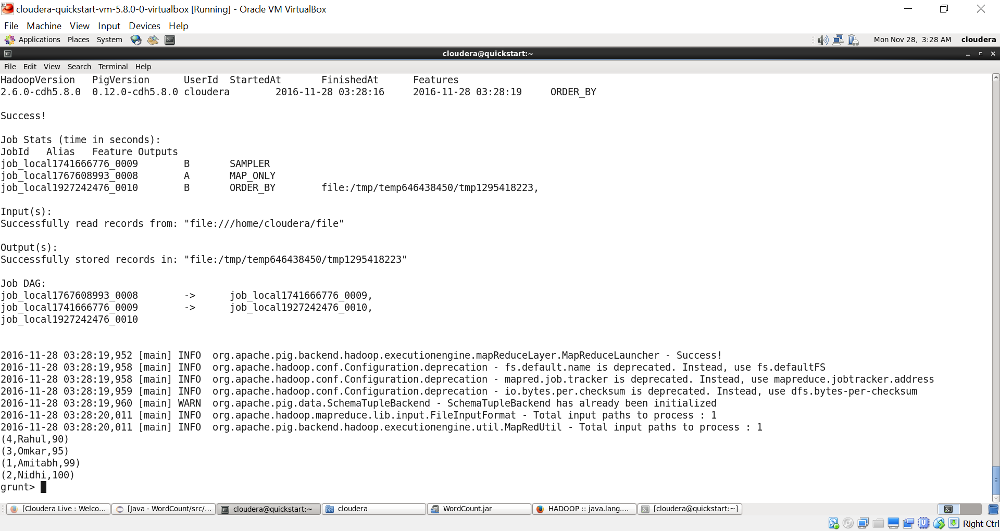 cloudera-quickstart-vm-5.8.0-0-virtualbox [Running] - Oracle VM VirtualBox
File Machine View Input Devices Help
Applications Places System Mon Nov 28, 3:28 AM cloudera
cloudera@quickstart:~
File Edit View Search Terminal Help
HadoopVersion PigVersion UserId StartedAt FinishedAt Features
2.6.0-cdh5.8.0 0.12.0-cdh5.8.0 cloudera 2016-11-28 03:28:16 2016-11-28 03:28:19 ORDER_BY
Success!
Job Stats (time in seconds):
JobId Alias Feature Outputs
job_local1741666776_0009 B SAMPLER
job_local1767608993_0008 A MAP_ONLY
job_local1927242476_0010 B ORDER_BY file:/tmp/temp646438450/tmp1295418223,
Input(s):
Successfully read records from: "file:///home/cloudera/file"
Output(s):
Successfully stored records in: "file:/tmp/temp646438450/tmp1295418223"
Job DAG:
job_local1767608993_0008 -> job_local1741666776_0009,
job_local1741666776_0009 -> job_local1927242476_0010,
job_local1927242476_0010
2016-11-28 03:28:19,952 [main] INFO org.apache.pig.backend.hadoop.executionengine.mapReduceLayer.MapReduceLauncher - Success!
2016-11-28 03:28:19,958 [main] INFO org.apache.hadoop.conf.Configuration.deprecation - fs.default.name is deprecated. Instead, use fs.defaultFS
2016-11-28 03:28:19,958 [main] INFO org.apache.hadoop.conf.Configuration.deprecation - mapred.job.tracker is deprecated. Instead, use mapreduce.jobtracker.address
2016-11-28 03:28:19,959 [main] INFO org.apache.hadoop.conf.Configuration.deprecation - io.bytes.per.checksum is deprecated. Instead, use dfs.bytes-per-checksum
2016-11-28 03:28:19,960 [main] WARN org.apache.pig.data.SchemaTupleBackend - SchemaTupleBackend has already been initialized
2016-11-28 03:28:20,011 [main] INFO org.apache.hadoop.mapreduce.lib.input.FileInputFormat - Total input paths to process : 1
2016-11-28 03:28:20,011 [main] INFO org.apache.pig.backend.hadoop.executionengine.util.MapRedUtil - Total input paths to process : 1
(4,Rahul,90)
(3,Omkar,95)
(1,Amitabh,99)
(2,Nidhi,100)
grunt>
[Cloudera Live : Welco... [Java - WordCount/src/... cloudera@quickstart:~ cloudera WordCount.jar HADOOP :: java.lang.... [cloudera@quickstart:~]
Right Ctrl